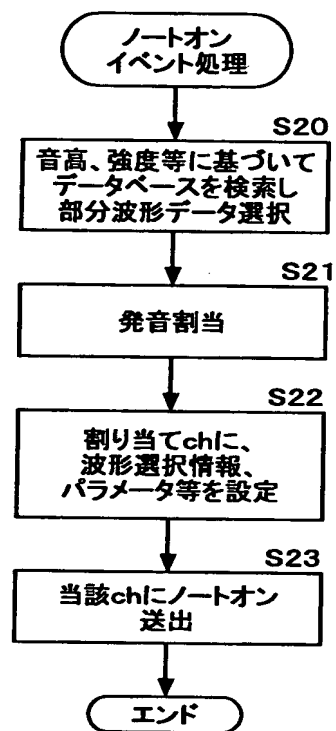 ノートオン
イベント処理
S20
音高、強度等に基づいて
データベースを検索し
部分波形データ選択
S21
発音割当
S22
割り当てchに、
波形選択情報、
パラメータ等を設定
S23
当該chにノートオン
送出
エンド